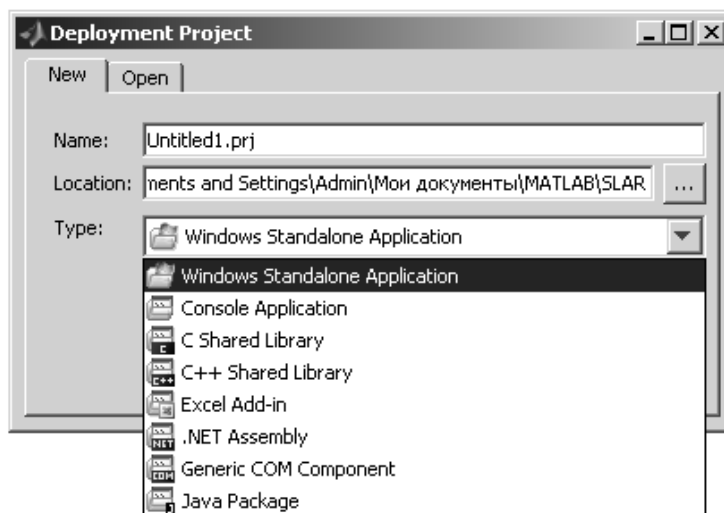 Deployment Project
New Open
Name: Untitled1.prj
Location: ments and Settings\Admin\Мои документы\MATLAB\SLAR ...
Type: Windows Standalone Application
Windows Standalone Application
Console Application
C Shared Library
C++ Shared Library
Excel Add-in
.NET Assembly
Generic COM Component
Java Package